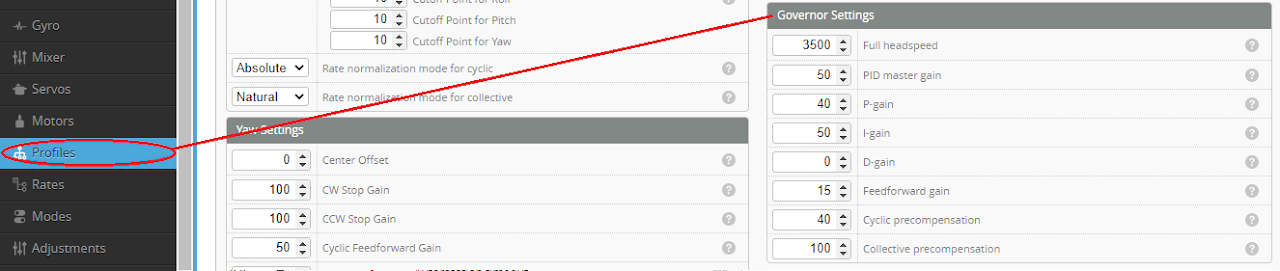 Gyro
Mixer
Servos
Motors
Profiles
Rates
Modes
Adjustments
10 Cutoff Point for Roll
10 Cutoff Point for Pitch
10 Cutoff Point for Yaw
Absolute Rate normalization mode for cyclic
Natural Rate normalization mode for collective
Yaw Settings
0 Center Offset
100 CW Stop Gain
100 CCW Stop Gain
50 Cyclic Feedforward Gain
Governor Settings
3500 Full headspeed
50 PID master gain
40 P-gain
50 I-gain
0 D-gain
15 Feedforward gain
40 Cyclic precompensation
100 Collective precompensation